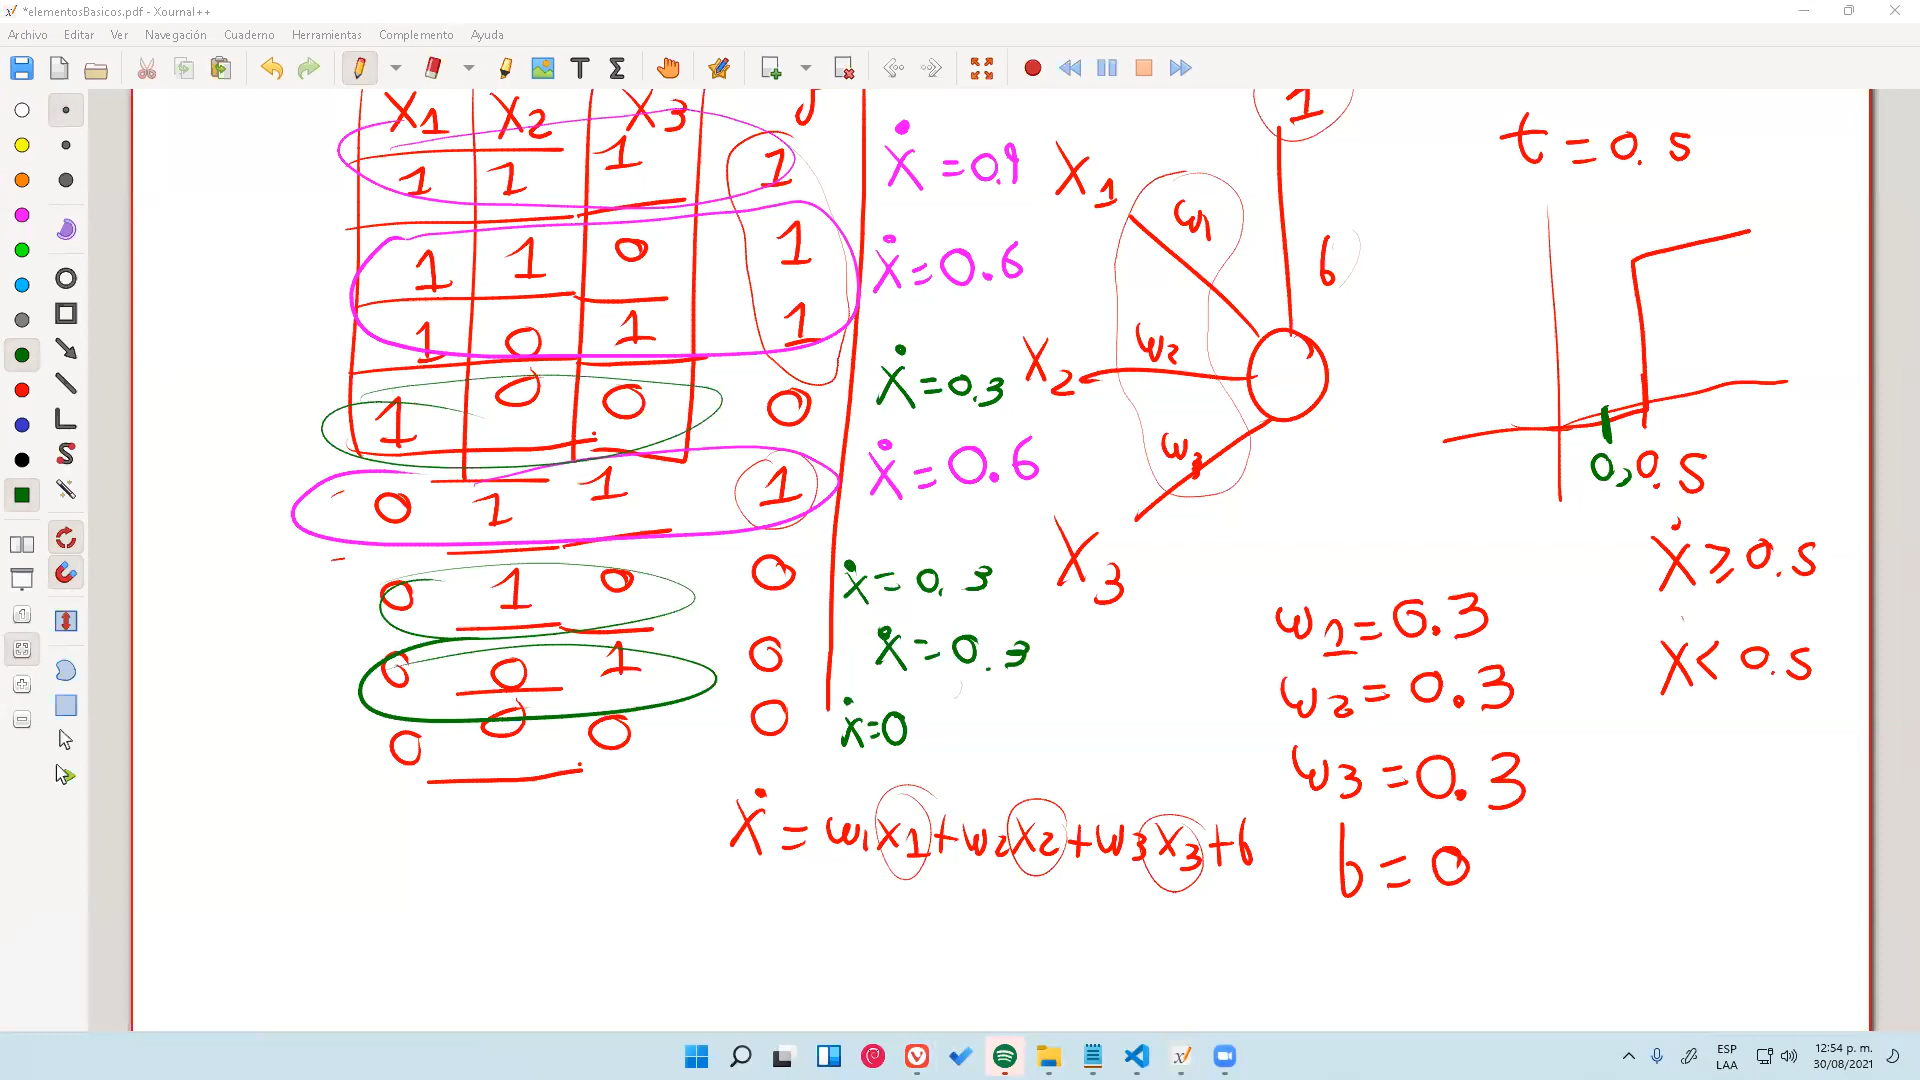 *elementosBasicos.pdf - Xournal++
Archivo Editar Ver Navegación Cuaderno Herramientas Complemento Ayuda
X1 X2 X3
1 1 1 1
1 1 0 1
1 0 1 1
1 0 0 0
0 1 1 1
0 1 0 0
0 0 1 0
0 0 0 0
Ẋ = 0.9
Ẋ = 0.6
Ẋ = 0.3
Ẋ = 0.6
Ẋ = 0.3
Ẋ = 0.3
Ẋ = 0
Ẋ = w1X1 + w2X2 + w3X3 + b
1
X1 w1 b
X2 w2
X3 w3
w1 = 0.3
w2 = 0.3
w3 = 0.3
b = 0
t = 0.5
0, 0.5
Ẋ ≥ 0.5
Ẋ < 0.5
ESP
LAA
12:54 p. m.
30/08/2021